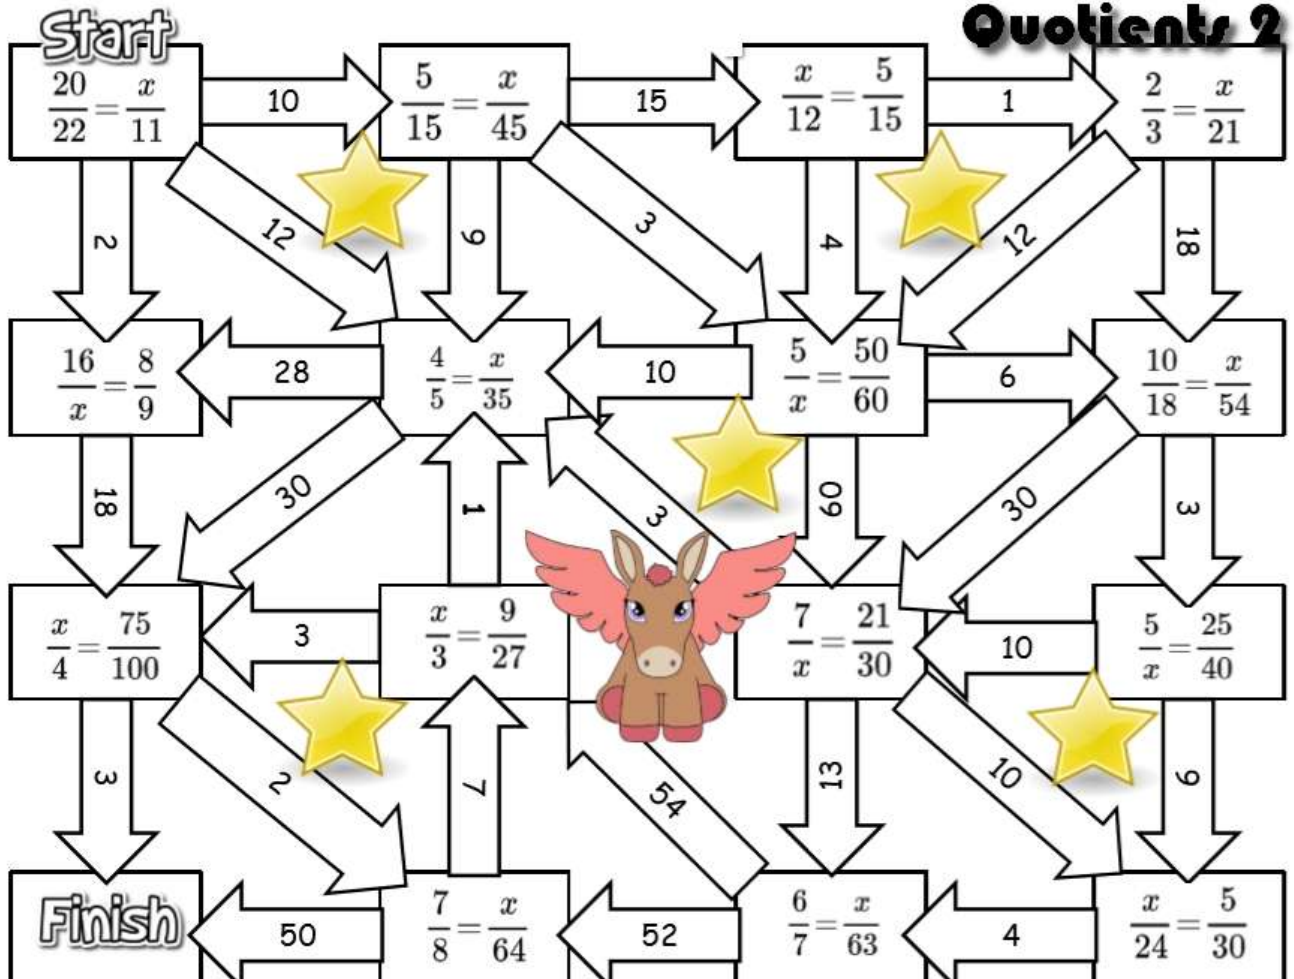 Quotients 2
Start
20/22 = x/11
10
5/15 = x/45
15
x/12 = 5/15
1
2/3 = x/21
2
12
9
3
4
12
18
16/x = 8/9
28
4/5 = x/35
10
5/x = 50/60
6
10/18 = x/54
18
30
1
3
60
30
3
x/4 = 75/100
3
x/3 = 9/27
7/x = 21/30
10
5/x = 25/40
3
2
7
54
13
10
9
Finish
50
7/8 = x/64
52
6/7 = x/63
4
x/24 = 5/30